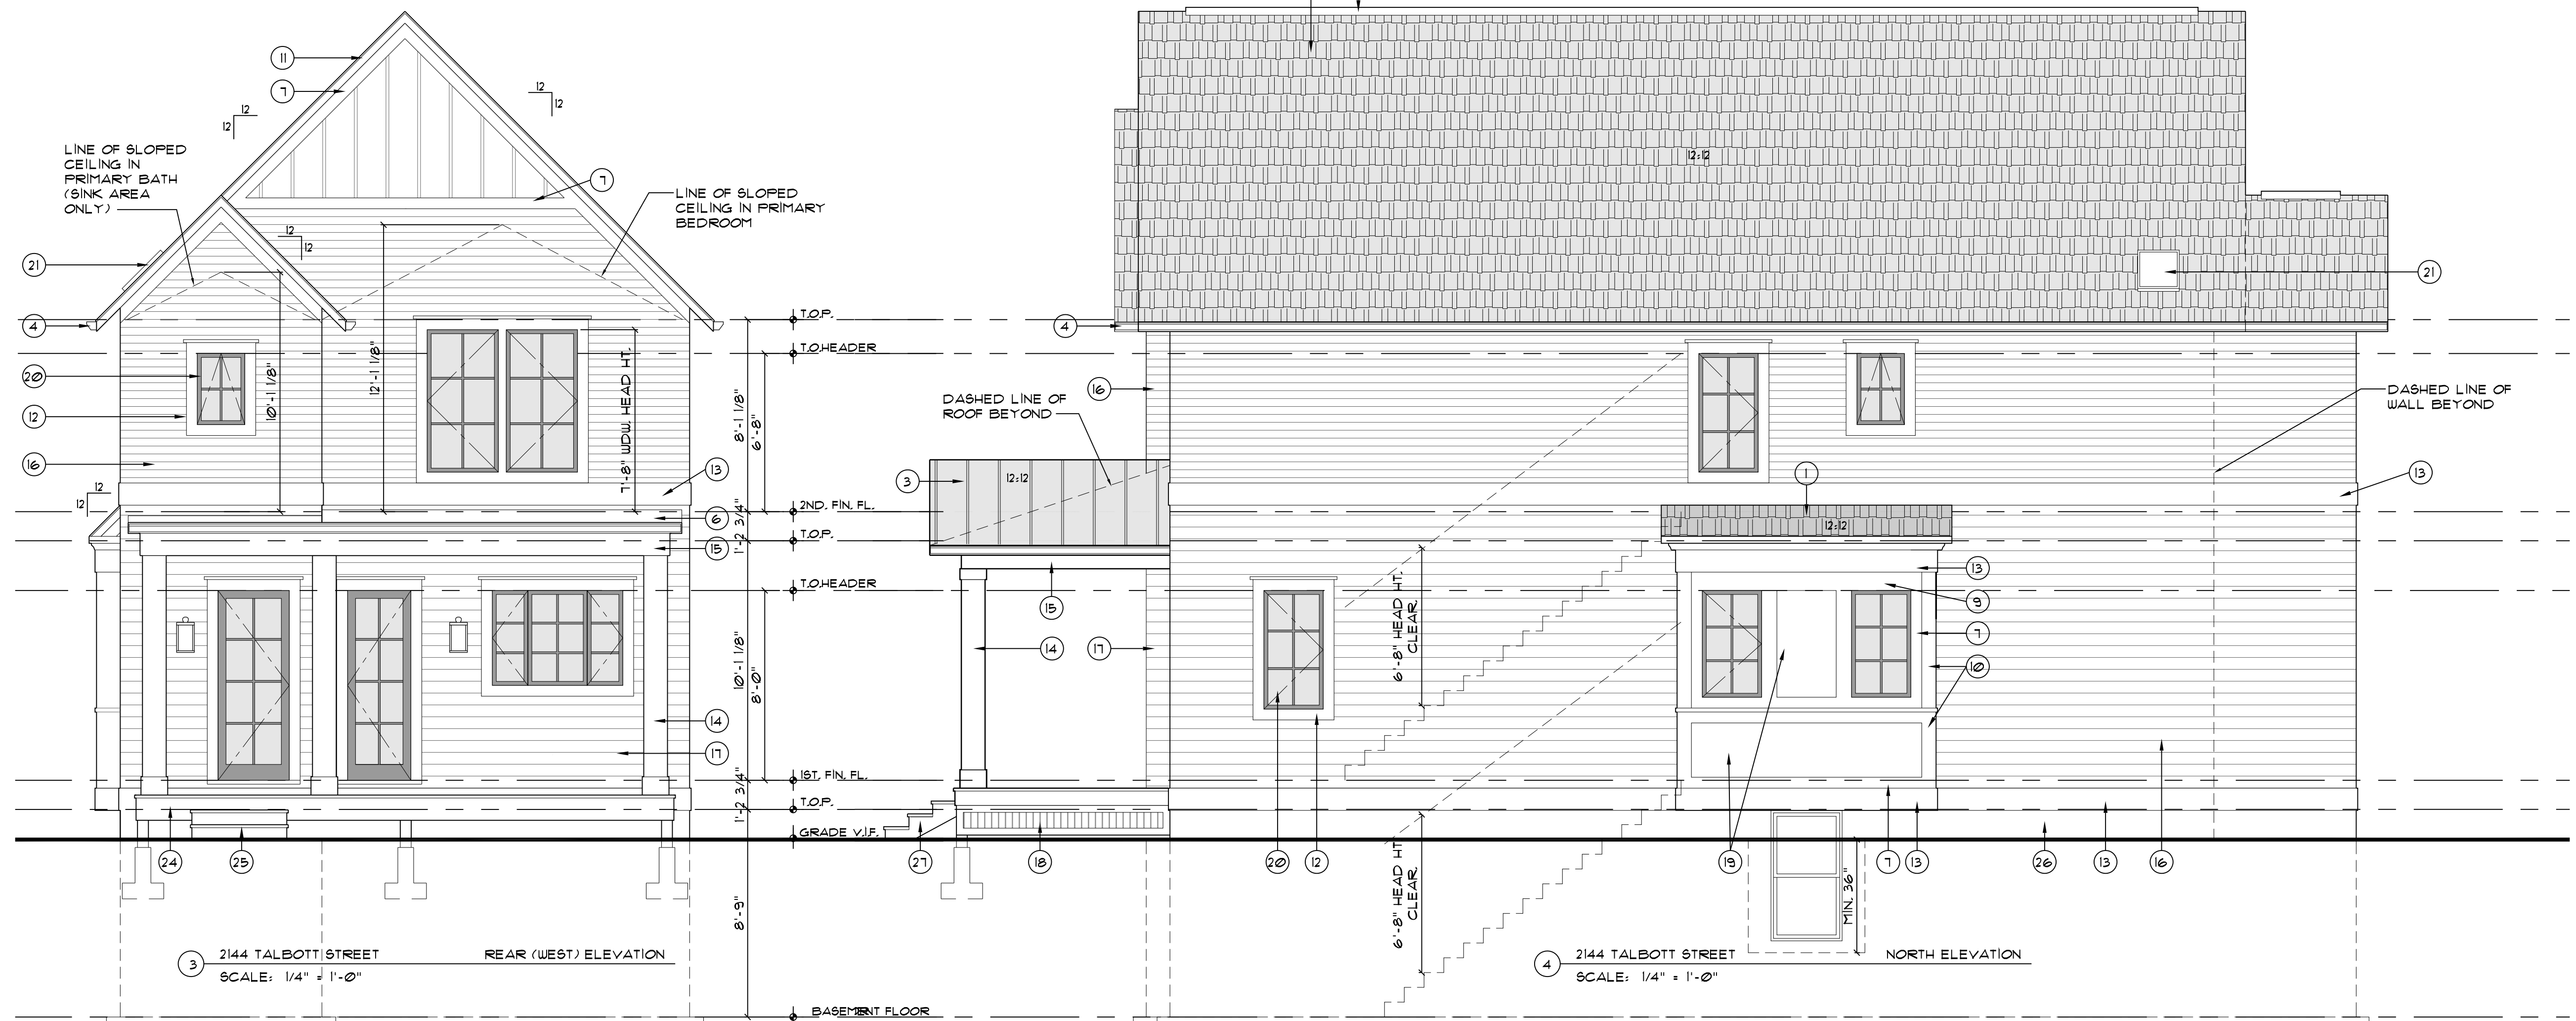 11
7
12
12
12
12
LINE OF SLOPED
CEILING IN
PRIMARY BATH
(SINK AREA
ONLY)
7
LINE OF SLOPED
CEILING IN PRIMARY
BEDROOM
12
12
21
4
20
12
16
12
12
10'-1 1/8"
12'-1 1/8"
7'-8" WDW. HEAD HT.
13
6
15
14
17
24
25
8'-1 1/8"
6'-8"
1'-2 3/4"
10'-1 1/8"
8'-0"
1'-2 3/4"
8'-9"
T.O.P.
T.O.HEADER
2ND. FIN. FL.
T.O.P.
T.O.HEADER
1ST. FIN. FL.
T.O.P.
GRADE V.I.F.
BASEMENT FLOOR
3
2144 TALBOTT STREET REAR (WEST) ELEVATION
SCALE: 1/4" = 1'-0"
12:12
21
4
16
DASHED LINE OF
ROOF BEYOND
DASHED LINE OF
WALL BEYOND
3
12:12
1
13
12:12
15
14
17
6'-8" HEAD HT.
CLEAR.
13
9
7
10
27
18
20
12
19
7
13
26
13
16
6'-8" HEAD HT.
CLEAR.
MIN. 36"
4
2144 TALBOTT STREET NORTH ELEVATION
SCALE: 1/4" = 1'-0"